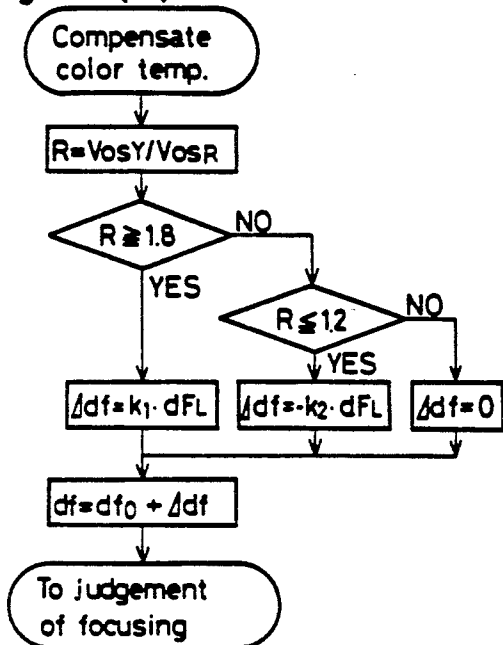 Compensate
color temp.
R=VosY/VosR
R≧1.8
NO
YES
R≦1.2
NO
YES
Δdf=k₁·dFL
Δdf=-k₂·dFL
Δdf=0
df=df₀+Δdf
To judgement
of focusing